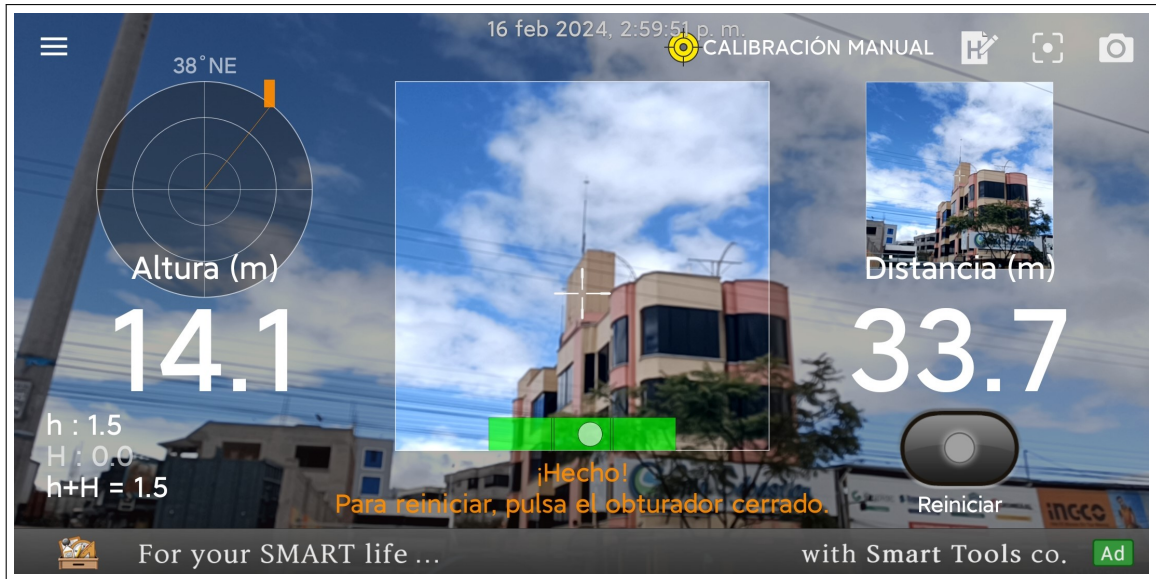 16 feb 2024, 2:59:51 p. m.
CALIBRACIÓN MANUAL
38°NE
Altura (m)
14.1
h : 1.5
H : 0.0
h+H = 1.5
Distancia (m)
33.7
¡Hecho!
Para reiniciar, pulsa el obturador cerrado.
Reiniciar
INGCO
For your SMART life ...
with Smart Tools co.
Ad